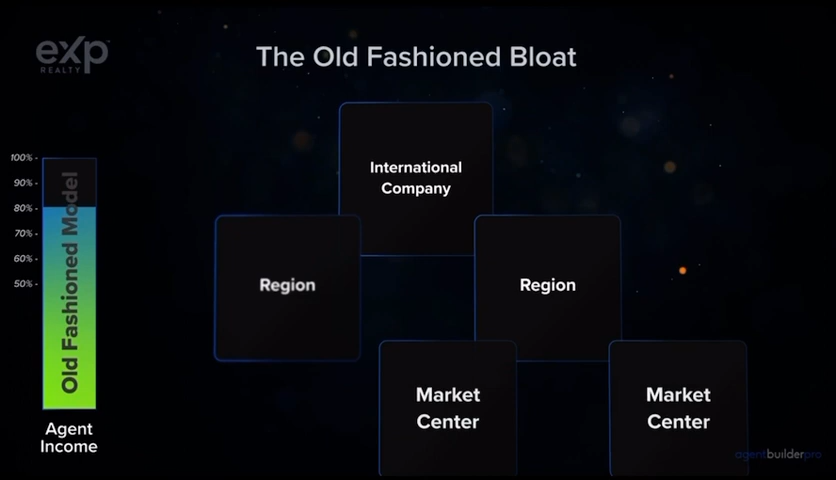 exp
REALTY
The Old Fashioned Bloat
International
Company
100%
90%
80%
70%
60%
50%
Old Fashioned Model
Region
Region
Market
Center
Market
Center
Agent
Income
agentbuilderpro